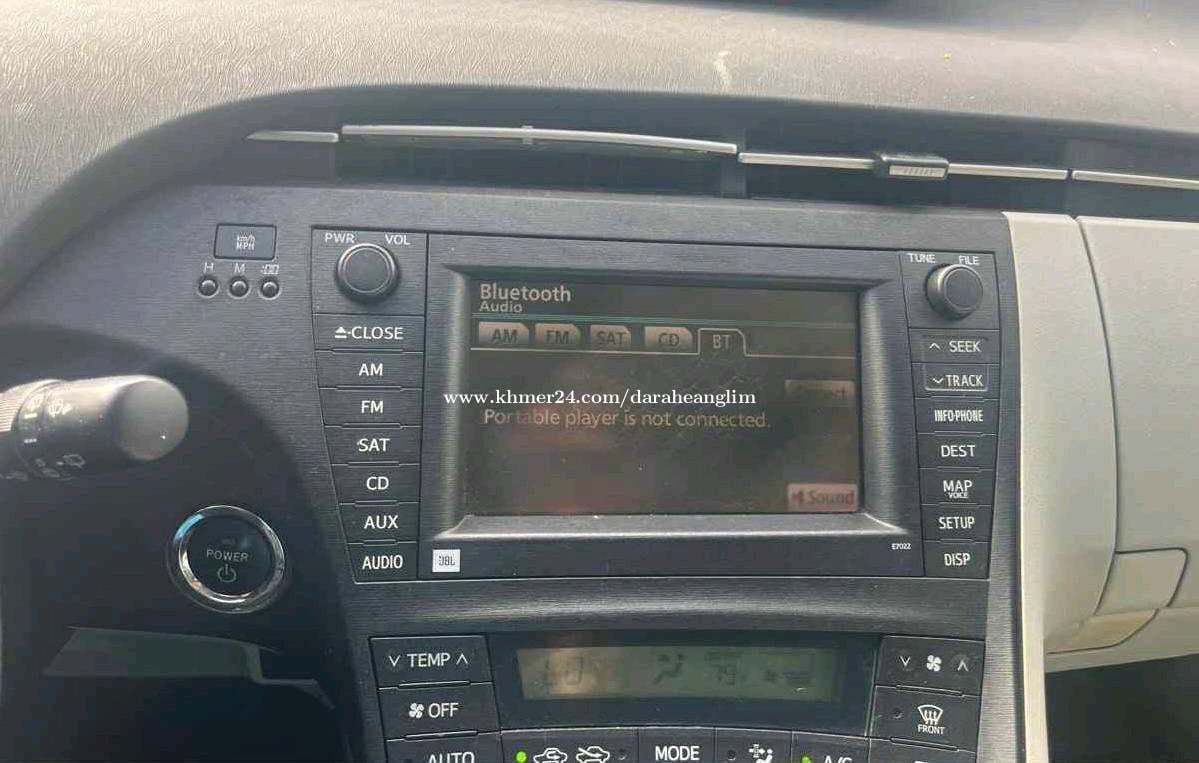 km/h
MPH
H M :00
PWR VOL
CLOSE
AM
FM
SAT
CD
AUX
AUDIO
POWER
Bluetooth
Audio
AM FM SAT CD BT
www.khmer24.com/daraheanglim
Portable player is not connected.
Sound
JBL
E7022
TUNE FILE
SEEK
TRACK
INFO·PHONE
DEST
MAP
VOICE
SETUP
DISP
TEMP
OFF
AUTO
MODE
A/C
FRONT